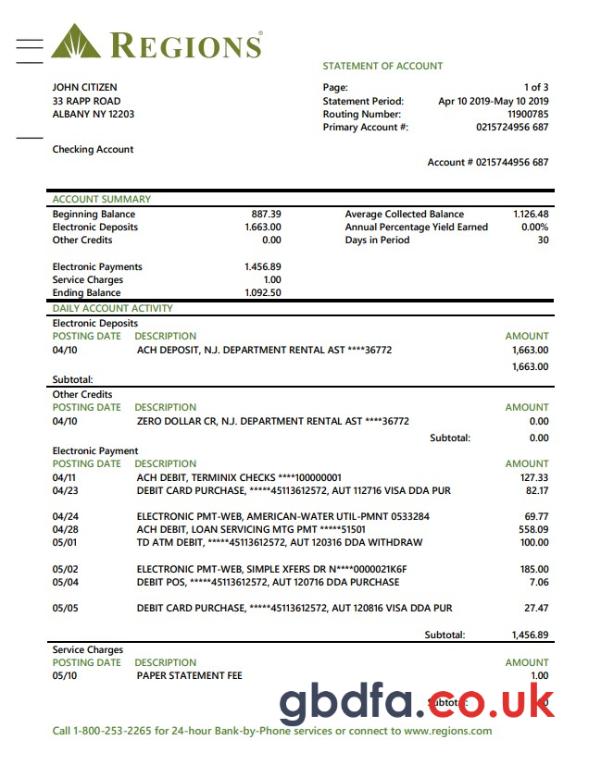 REGIONS
STATEMENT OF ACCOUNT
JOHN CITIZEN
33 RAPP ROAD
ALBANY NY 12203
Page: 1 of 3
Statement Period: Apr 10 2019-May 10 2019
Routing Number: 11900785
Primary Account #: 0215724956 687
Checking Account
Account # 0215744956 687
ACCOUNT SUMMARY
Beginning Balance 887.39 Average Collected Balance 1.126.48
Electronic Deposits 1.663.00 Annual Percentage Yield Earned 0.00%
Other Credits 0.00 Days in Period 30
Electronic Payments 1.456.89
Service Charges 1.00
Ending Balance 1.092.50
DAILY ACCOUNT ACTIVITY
Electronic Deposits
POSTING DATE DESCRIPTION AMOUNT
04/10 ACH DEPOSIT, N.J. DEPARTMENT RENTAL AST ****36772 1,663.00
1,663.00
Subtotal:
Other Credits
POSTING DATE DESCRIPTION AMOUNT
04/10 ZERO DOLLAR CR, N.J. DEPARTMENT RENTAL AST ****36772 0.00
Subtotal: 0.00
Electronic Payment
POSTING DATE DESCRIPTION AMOUNT
04/11 ACH DEBIT, TERMINIX CHECKS ****100000001 127.33
04/23 DEBIT CARD PURCHASE, *****45113612572, AUT 112716 VISA DDA PUR 82.17
04/24 ELECTRONIC PMT-WEB, AMERICAN-WATER UTIL-PMNT 0533284 69.77
04/28 ACH DEBIT, LOAN SERVICING MTG PMT *****51501 558.09
05/01 TD ATM DEBIT, *****45113612572, AUT 120316 DDA WITHDRAW 100.00
05/02 ELECTRONIC PMT-WEB, SIMPLE XFERS DR N****0000021K6F 185.00
05/04 DEBIT POS, *****45113612572, AUT 120716 DDA PURCHASE 7.06
05/05 DEBIT CARD PURCHASE, *****45113612572, AUT 120816 VISA DDA PUR 27.47
Subtotal: 1,456.89
Service Charges
POSTING DATE DESCRIPTION AMOUNT
05/10 PAPER STATEMENT FEE 1.00
Subtotal:
gbdfa.co.uk
Call 1-800-253-2265 for 24-hour Bank-by-Phone services or connect to www.regions.com